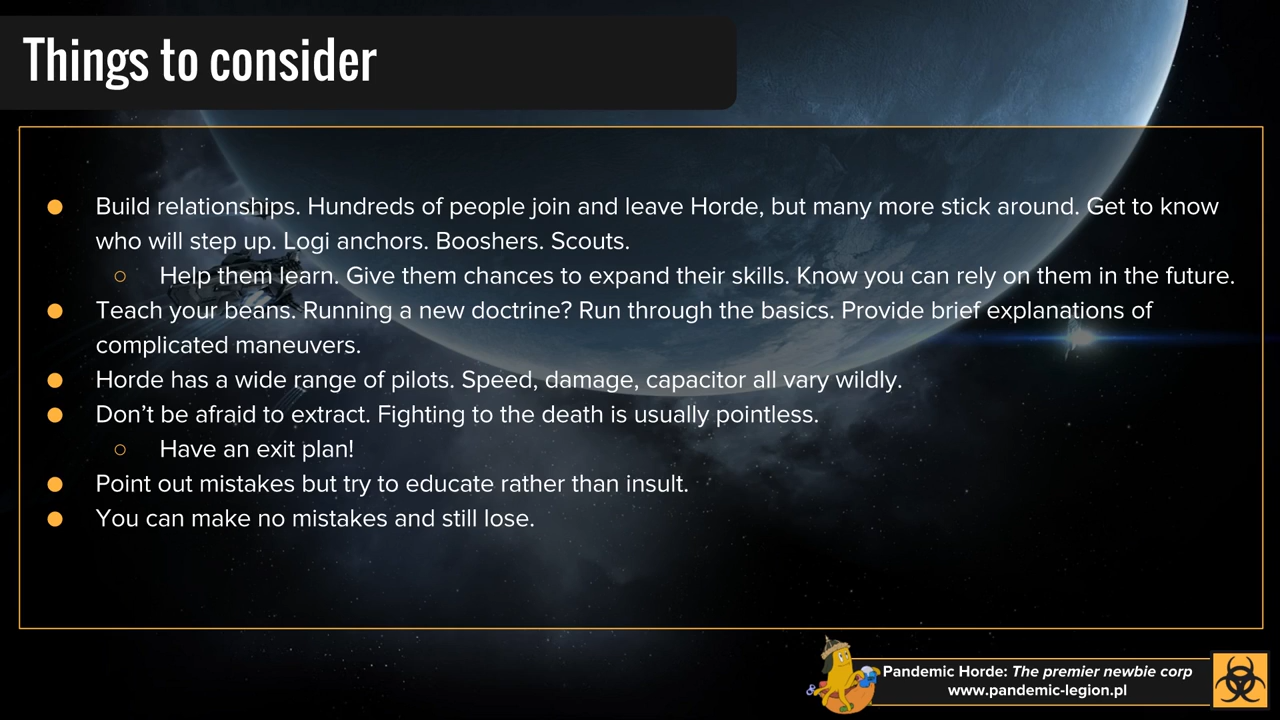 Things to consider
● Build relationships. Hundreds of people join and leave Horde, but many more stick around. Get to know
who will step up. Logi anchors. Booshers. Scouts.
○ Help them learn. Give them chances to expand their skills. Know you can rely on them in the future.
● Teach your beans. Running a new doctrine? Run through the basics. Provide brief explanations of
complicated maneuvers.
● Horde has a wide range of pilots. Speed, damage, capacitor all vary wildly.
● Don’t be afraid to extract. Fighting to the death is usually pointless.
○ Have an exit plan!
● Point out mistakes but try to educate rather than insult.
● You can make no mistakes and still lose.
Pandemic Horde: The premier newbie corp
www.pandemic-legion.pl